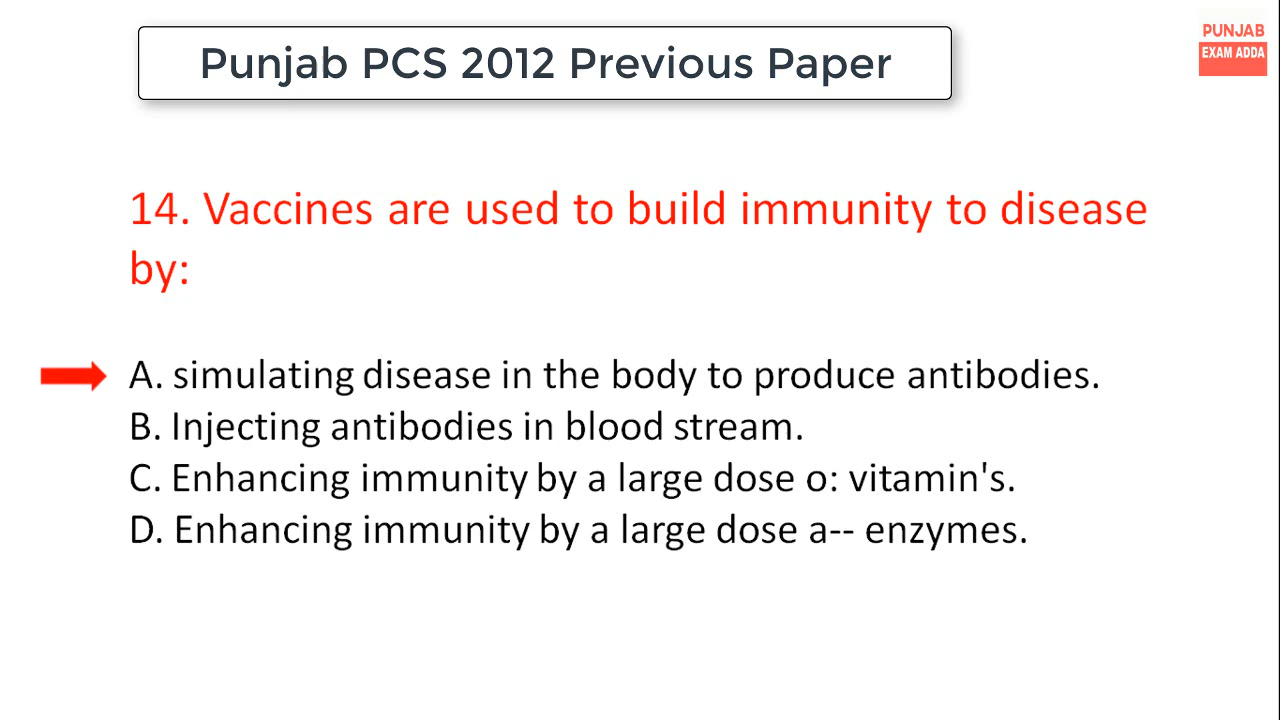 Punjab PCS 2012 Previous Paper
PUNJAB
EXAM ADDA
14. Vaccines are used to build immunity to disease
by:
A. simulating disease in the body to produce antibodies.
B. Injecting antibodies in blood stream.
C. Enhancing immunity by a large dose o: vitamin's.
D. Enhancing immunity by a large dose a-- enzymes.